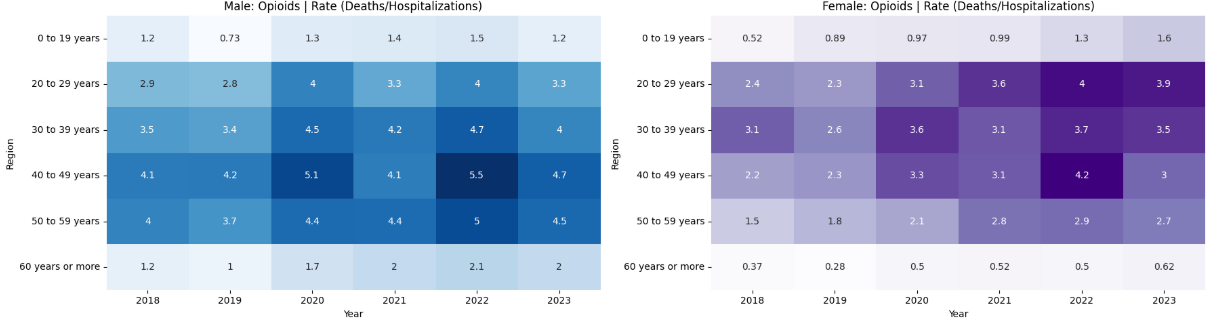 Male: Opioids | Rate (Deaths/Hospitalizations)
Region
0 to 19 years 1.2 0.73 1.3 1.4 1.5 1.2
20 to 29 years 2.9 2.8 4 3.3 4 3.3
30 to 39 years 3.5 3.4 4.5 4.2 4.7 4
40 to 49 years 4.1 4.2 5.1 4.1 5.5 4.7
50 to 59 years 4 3.7 4.4 4.4 5 4.5
60 years or more 1.2 1 1.7 2 2.1 2
2018 2019 2020 2021 2022 2023
Year
Female: Opioids | Rate (Deaths/Hospitalizations)
Region
0 to 19 years 0.52 0.89 0.97 0.99 1.3 1.6
20 to 29 years 2.4 2.3 3.1 3.6 4 3.9
30 to 39 years 3.1 2.6 3.6 3.1 3.7 3.5
40 to 49 years 2.2 2.3 3.3 3.1 4.2 3
50 to 59 years 1.5 1.8 2.1 2.8 2.9 2.7
60 years or more 0.37 0.28 0.5 0.52 0.5 0.62
2018 2019 2020 2021 2022 2023
Year